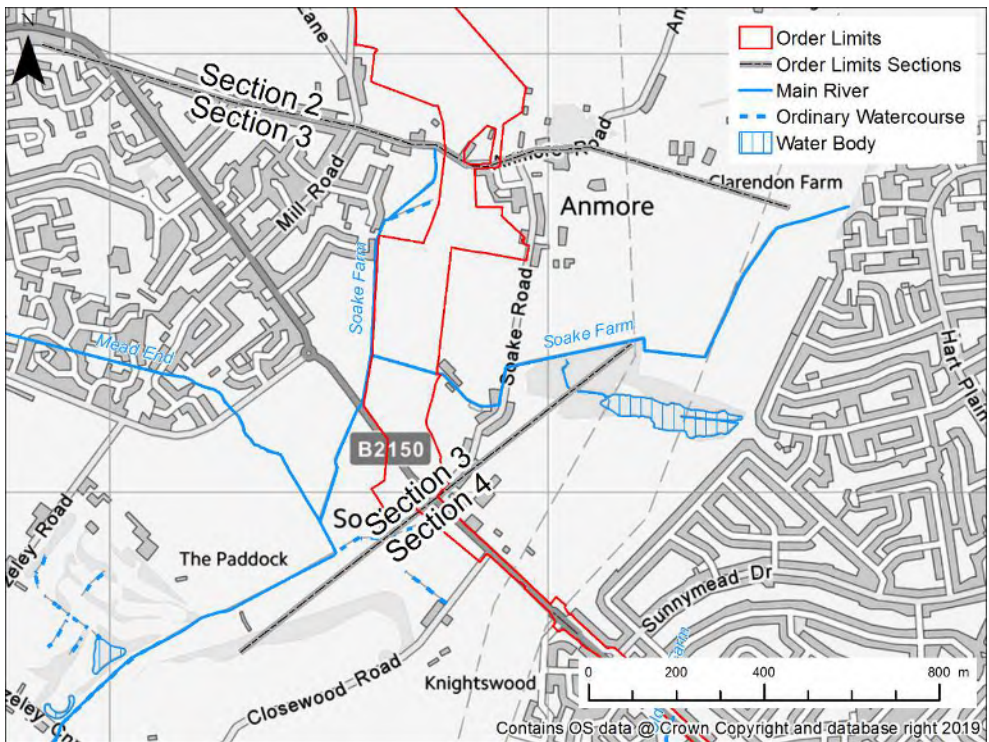 N
Lane
Order Limits
Order Limits Sections
Main River
Ordinary Watercourse
Water Body
Section 2
Section 3
Mill Road
Road
Clarendon Farm
Anmore
Soake Farm
Soake Road
Soake Farm
Mead End
Hart Plain
B2150
Section 3
Section 4
The Paddock
Sunnymead Dr
Closewood Road
Knightswood
0 200 400 800 m
Contains OS data @ Crown Copyright and database right 2019